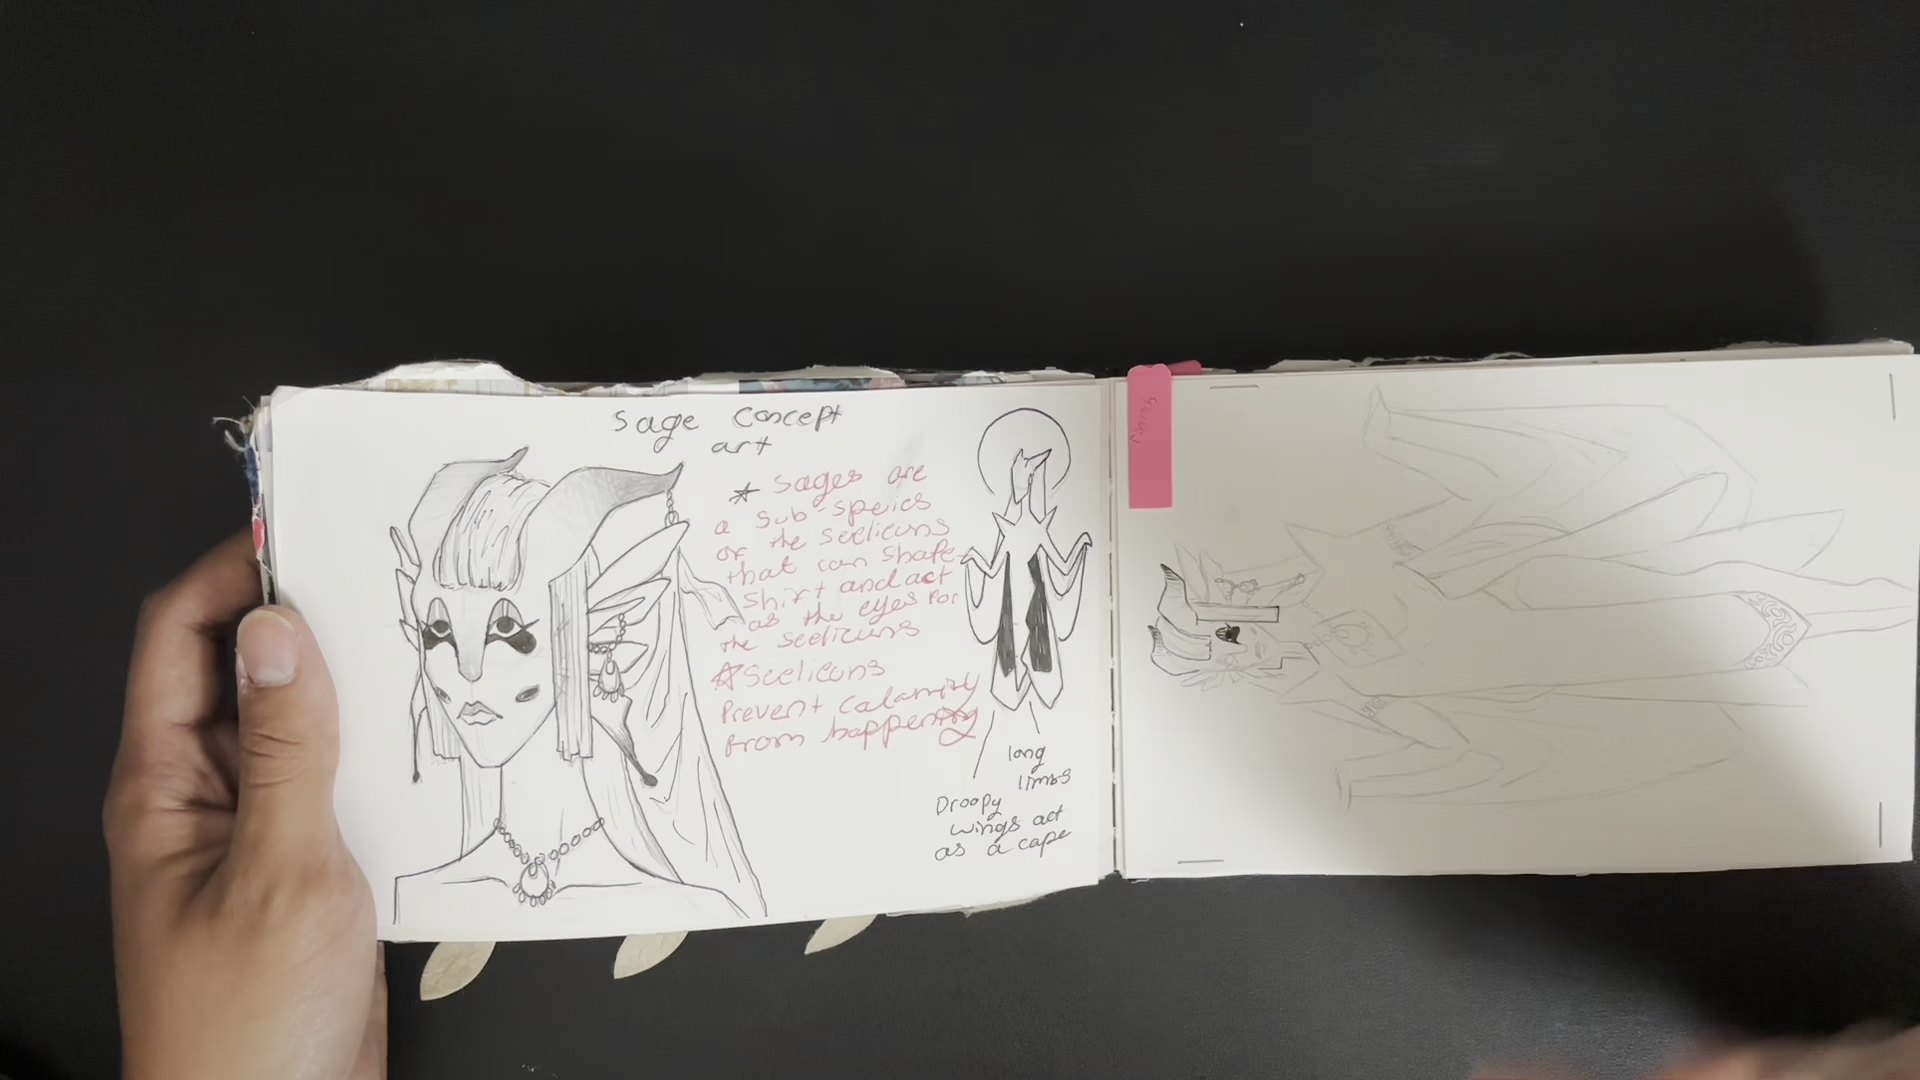 Sage Concept
art
☆ Sages are
a sub-speics
of the Seelicuns
that can shape
shift and act
as the eyes for
the seelicuns
☆ Seelicuns
Prevent calamity
from happening
long
limbs
Droopy
wings act
as a cape